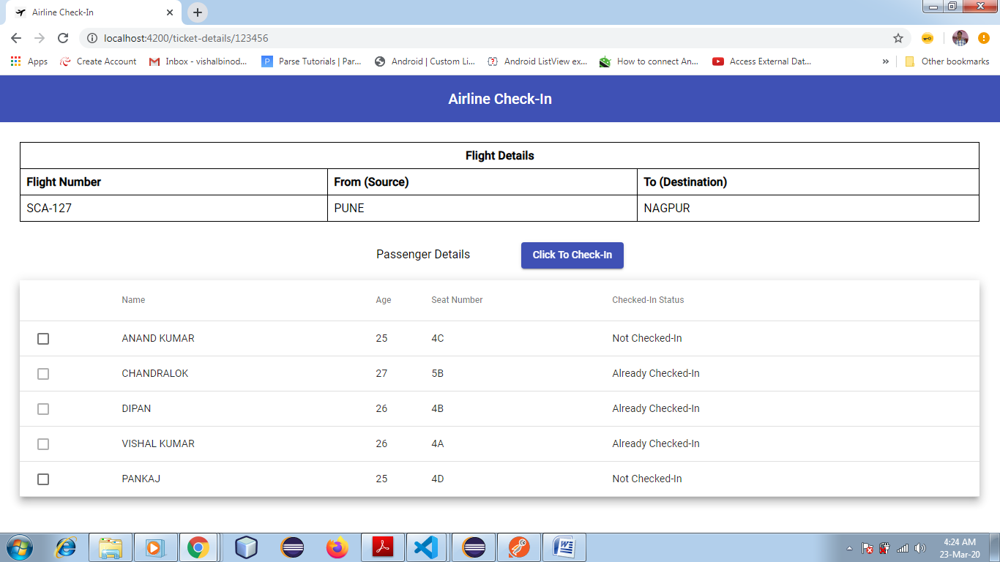 Airline Check-In
localhost:4200/ticket-details/123456
Apps Create Account Inbox - vishalbinod... Parse Tutorials | Par... Android | Custom Li... Android ListView ex... How to connect An... Access External Dat... » Other bookmarks
Airline Check-In
Flight Details
Flight Number From (Source) To (Destination)
SCA-127 PUNE NAGPUR
Passenger Details Click To Check-In
Name Age Seat Number Checked-In Status
ANAND KUMAR 25 4C Not Checked-In
CHANDRALOK 27 5B Already Checked-In
DIPAN 26 4B Already Checked-In
VISHAL KUMAR 26 4A Already Checked-In
PANKAJ 25 4D Not Checked-In
4:24 AM
23-Mar-20